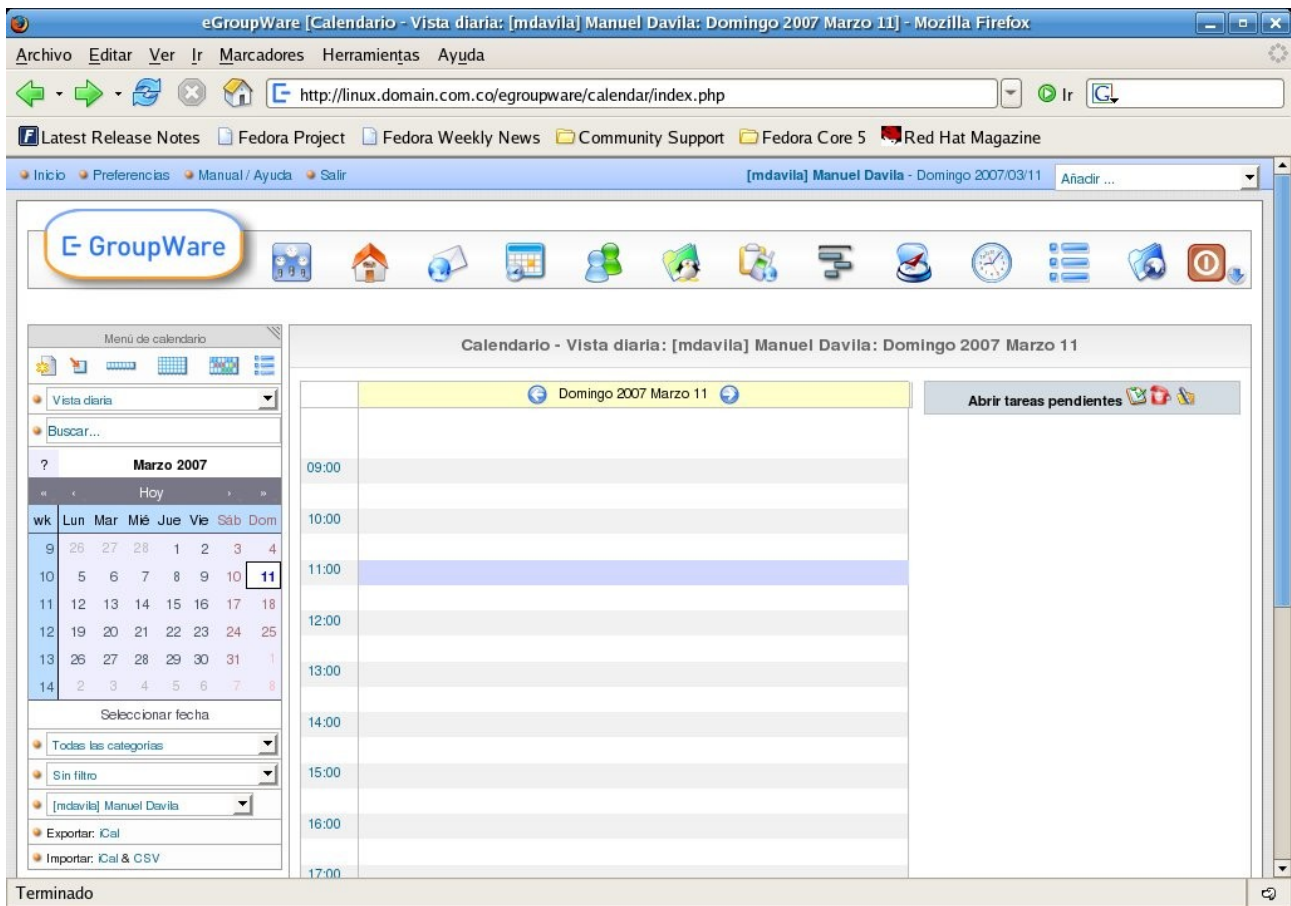 eGroupWare [Calendario - Vista diaria: [mdavila] Manuel Davila: Domingo 2007 Marzo 11] - Mozilla Firefox
Archivo Editar Ver Ir Marcadores Herramientas Ayuda
http://linux.domain.com.co/egroupware/calendar/index.php Ir
Latest Release Notes Fedora Project Fedora Weekly News Community Support Fedora Core 5 Red Hat Magazine
Inicio Preferencias Manual / Ayuda Salir [mdavila] Manuel Davila - Domingo 2007/03/11 Añadir ...
E- GroupWare
Menú de calendario
Calendario - Vista diaria: [mdavila] Manuel Davila: Domingo 2007 Marzo 11
Vista diaria
Buscar...
Domingo 2007 Marzo 11
Abrir tareas pendientes
? Marzo 2007
« ‹ Hoy › »
wk Lun Mar Mié Jue Vie Sáb Dom
9 26 27 28 1 2 3 4
10 5 6 7 8 9 10 11
11 12 13 14 15 16 17 18
12 19 20 21 22 23 24 25
13 26 27 28 29 30 31 1
14 2 3 4 5 6 7 8
Seleccionar fecha
Todas las categorías
Sin filtro
[mdavila] Manuel Davila
Exportar: iCal
Importar: iCal & CSV
09:00
10:00
11:00
12:00
13:00
14:00
15:00
16:00
17:00
Terminado